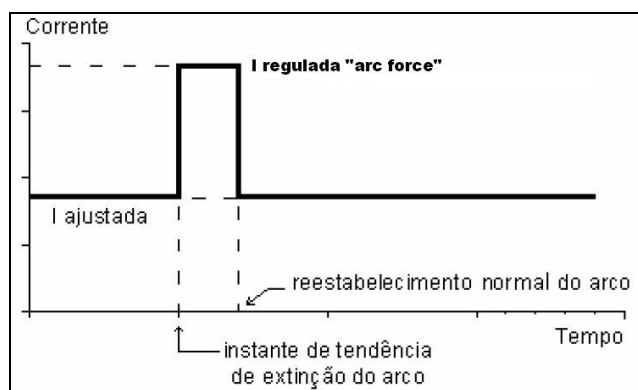 Corrente
I regulada "arc force"
I ajustada
reestabelecimento normal do arco
Tempo
instante de tendência
de extinção do arco